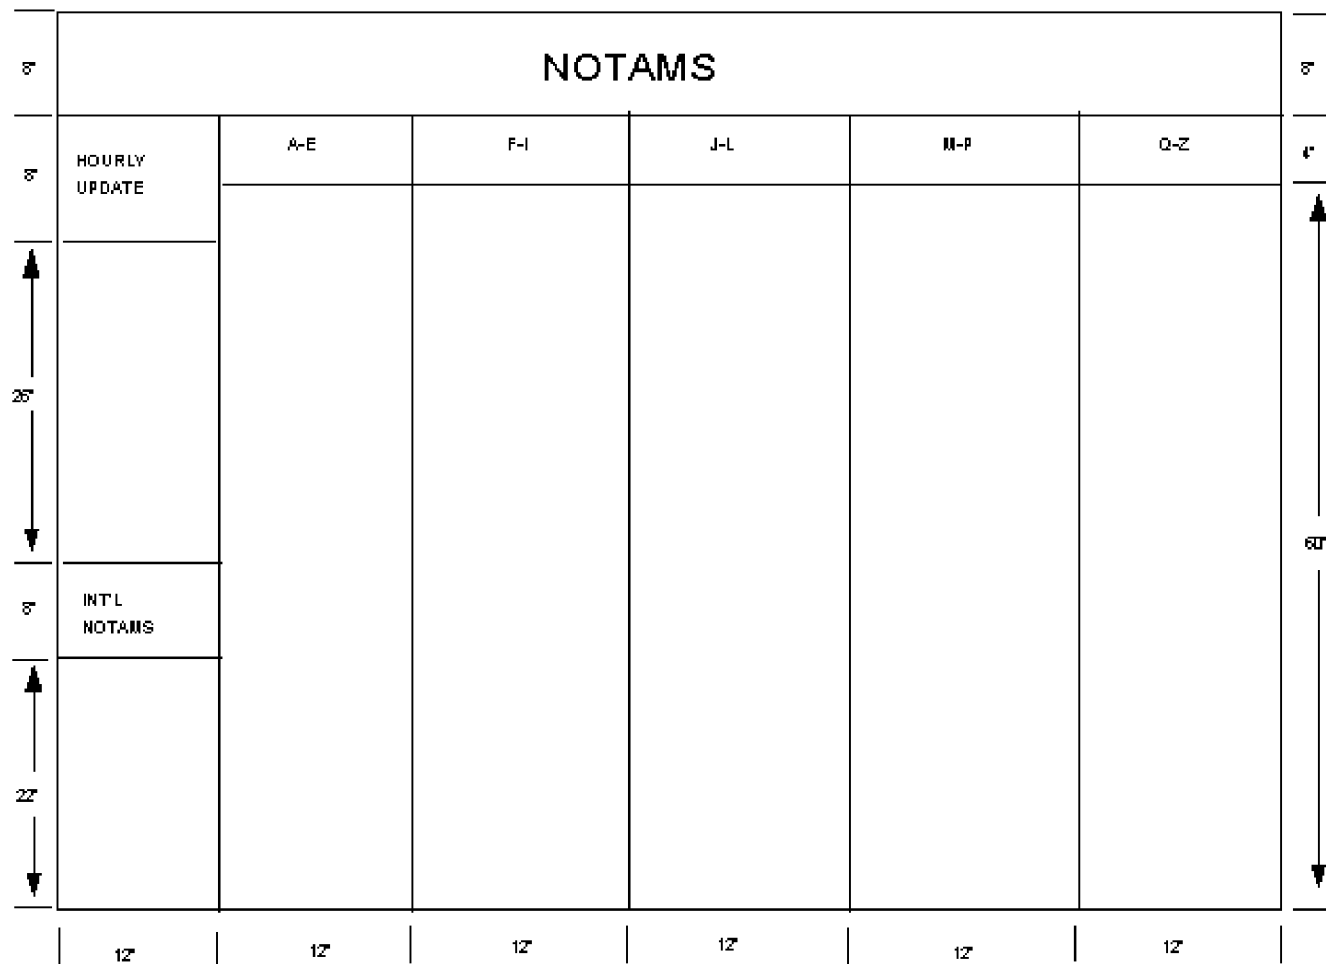 NOTAMS
8" 8"
A-E F-I J-L M-P Q-Z
HOURLY
UPDATE
8" 4"
26"
60"
INT'L
NOTAMS
8"
22"
12" 12" 12" 12" 12" 12"